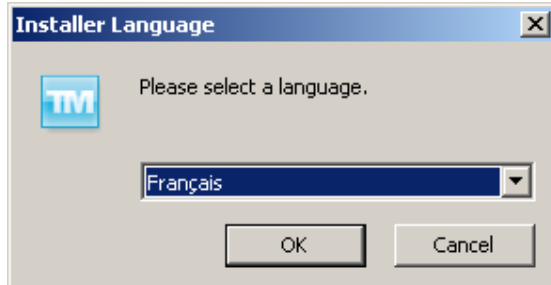 Installer Language
TM
Please select a language.
Français
OK
Cancel